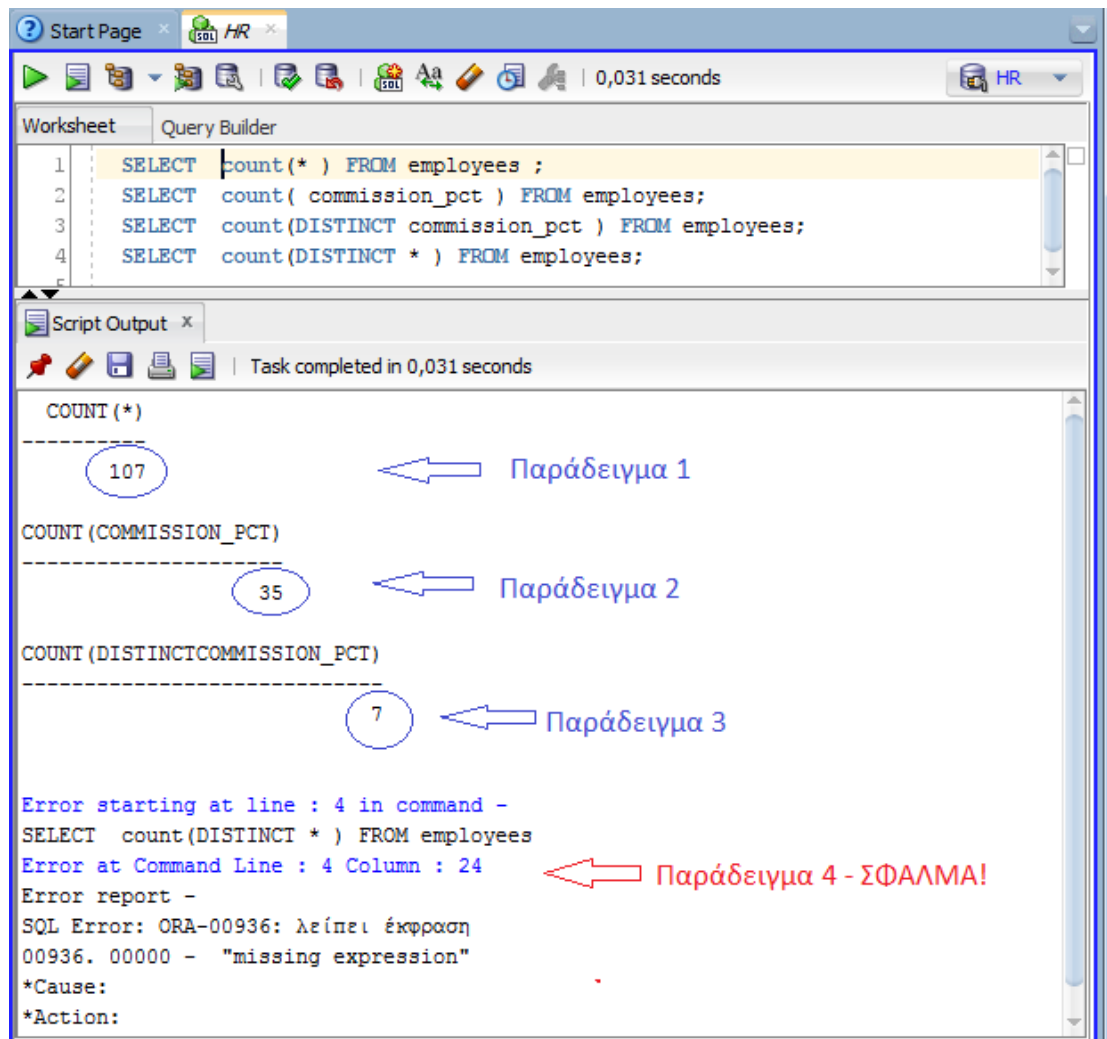 Start Page HR
0,031 seconds HR
Worksheet Query Builder
1 SELECT count(* ) FROM employees ;
2 SELECT count( commission_pct ) FROM employees;
3 SELECT count(DISTINCT commission_pct ) FROM employees;
4 SELECT count(DISTINCT * ) FROM employees;
Script Output
Task completed in 0,031 seconds
COUNT(*)
----------
107 Παράδειγμα 1
COUNT(COMMISSION_PCT)
---------------------
35 Παράδειγμα 2
COUNT(DISTINCTCOMMISSION_PCT)
-----------------------------
7 Παράδειγμα 3
Error starting at line : 4 in command -
SELECT count(DISTINCT * ) FROM employees
Error at Command Line : 4 Column : 24
Παράδειγμα 4 - ΣΦΑΛΜΑ!
Error report -
SQL Error: ORA-00936: λείπει έκφραση
00936. 00000 - "missing expression"
*Cause:
*Action: